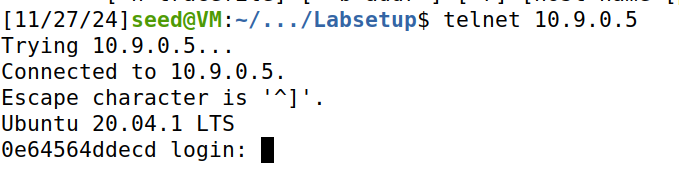 [11/27/24]seed@VM:~/.../Labsetup$ telnet 10.9.0.5
Trying 10.9.0.5...
Connected to 10.9.0.5.
Escape character is '^]'.
Ubuntu 20.04.1 LTS
0e64564ddecd login: